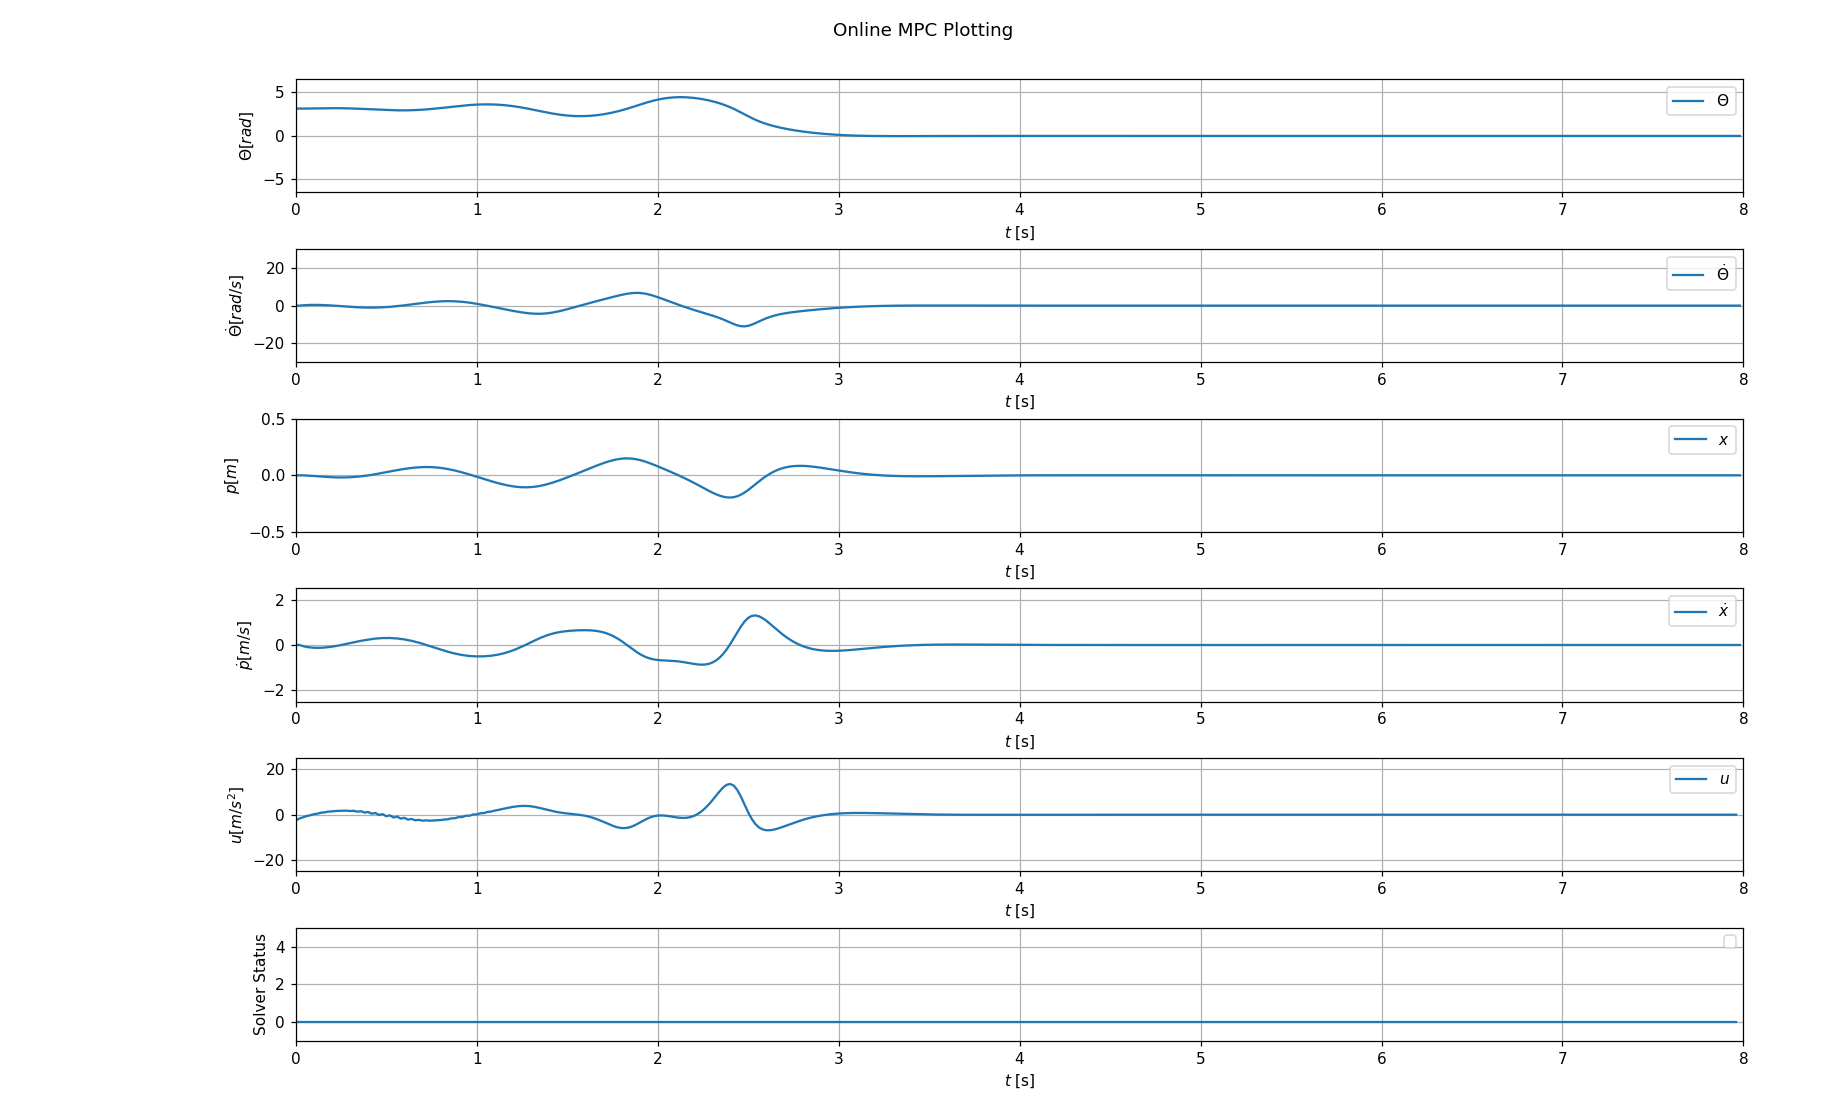 Online MPC Plotting
Θ[rad]
5
0
−5
Θ
0 1 2 3 4 5 6 7 8
t [s]
Θ̇[rad/s]
20
0
−20
Θ̇
0 1 2 3 4 5 6 7 8
t [s]
p[m]
0.5
0.0
−0.5
x
0 1 2 3 4 5 6 7 8
t [s]
ṗ[m/s]
2
0
−2
ẋ
0 1 2 3 4 5 6 7 8
t [s]
u[m/s²]
20
0
−20
u
0 1 2 3 4 5 6 7 8
t [s]
Solver Status
4
2
0
0 1 2 3 4 5 6 7 8
t [s]